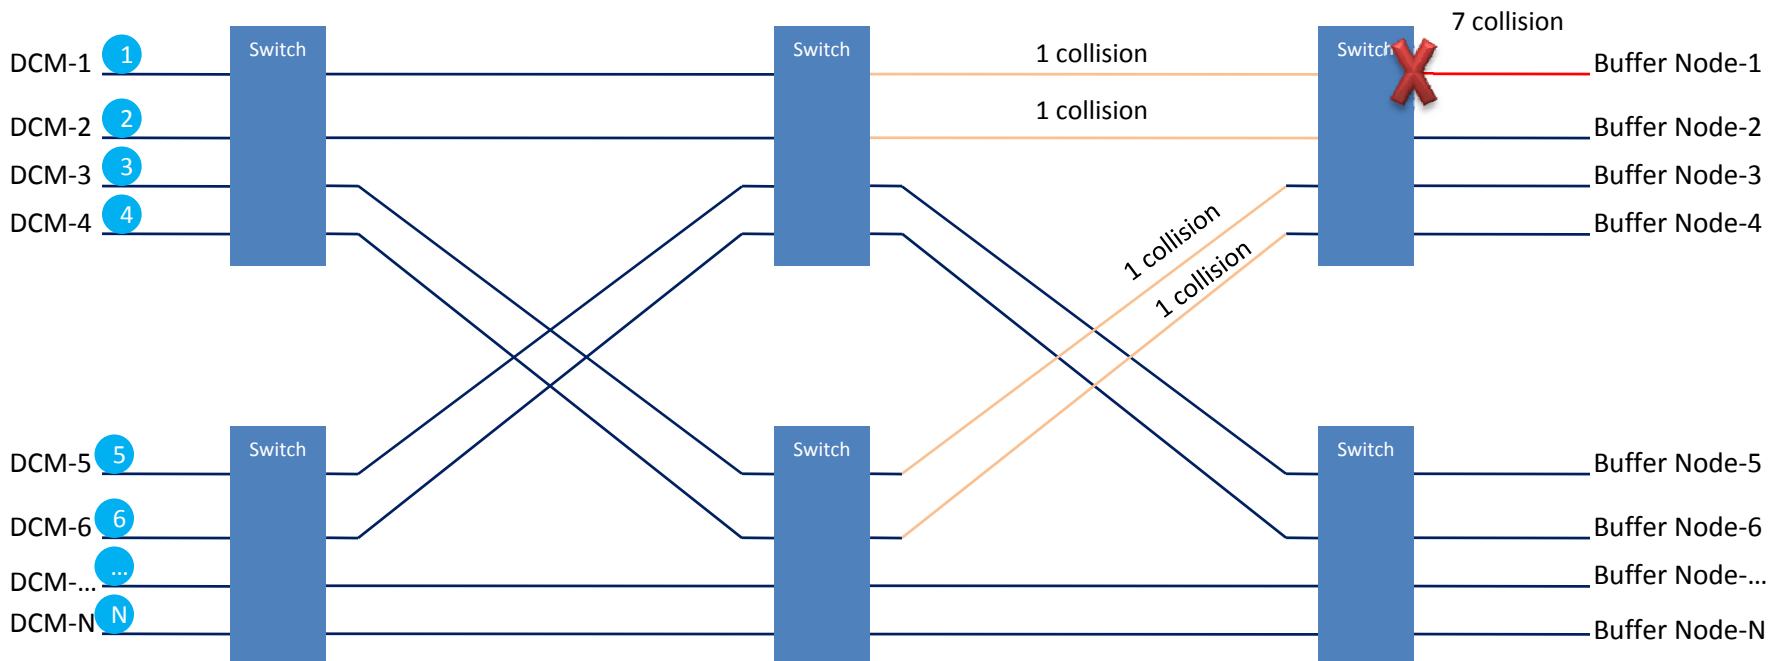 7 collision
Switch
Switch
Switch
DCM-1
1
1 collision
Buffer Node-1
DCM-2
2
1 collision
Buffer Node-2
DCM-3
3
Buffer Node-3
DCM-4
4
Buffer Node-4
1 collision
1 collision
Switch
Switch
Switch
DCM-5
5
Buffer Node-5
DCM-6
6
Buffer Node-6
DCM-...
...
Buffer Node-...
DCM-N
N
Buffer Node-N